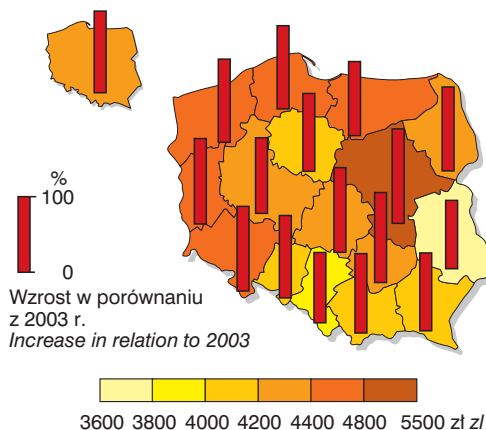 %
100
0
Wzrost w porównaniu
z 2003 r.
Increase in relation to 2003
3600 3800 4000 4200 4400 4800 5500 zł zl